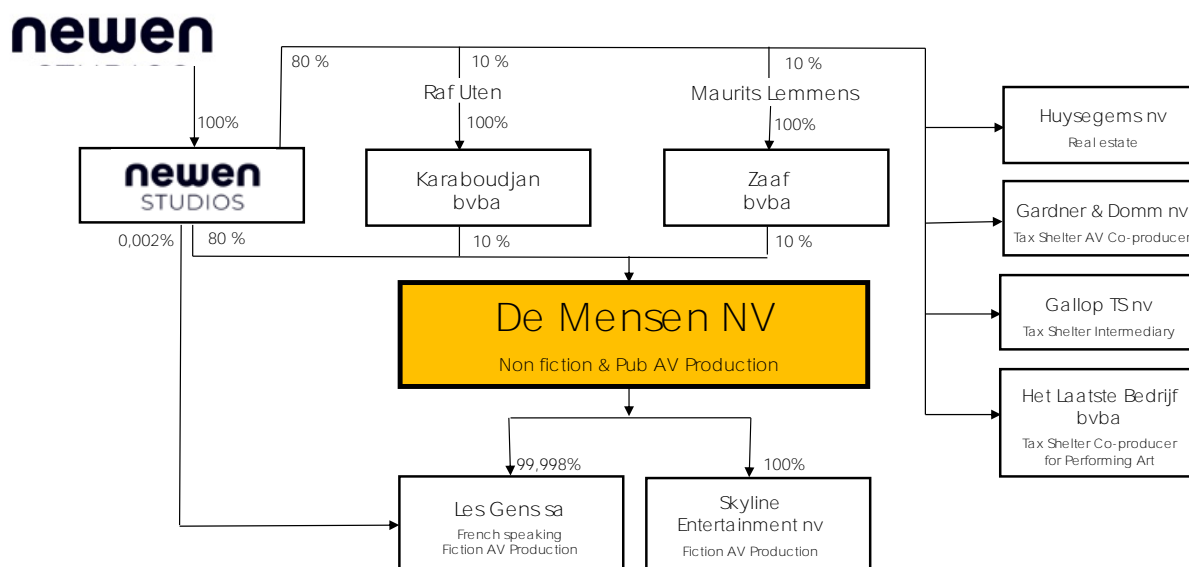 newen
80 %
10 %
10 %
Raf Uten
Maurits Lemmens
100%
100%
100%
newen
STUDIOS
Karaboudjan
bvba
Zaaf
bvba
Huysegems nv
Real estate
Gardner & Domm nv
Tax Shelter AV Co-producer
Gallop TS nv
Tax Shelter Intermediary
Het Laatste Bedrijf
bvba
Tax Shelter Co-producer
for Performing Art
0,002%
80 %
10 %
10 %
De Mensen NV
Non fiction & Pub AV Production
99,998%
100%
Les Gens sa
French speaking
Fiction AV Production
Skyline
Entertainment nv
Fiction AV Production